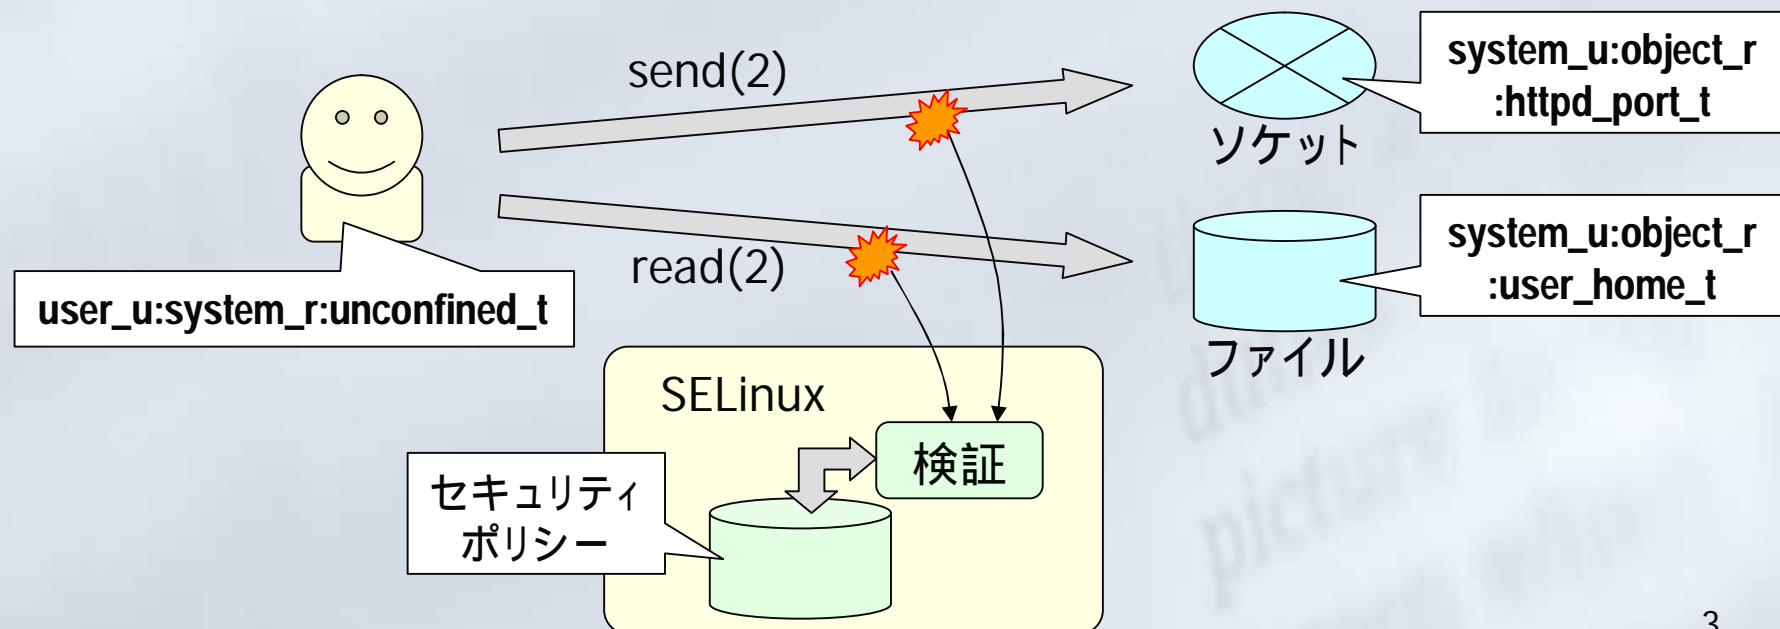 send(2)
system_u:object_r
:httpd_port_t
ソケット
read(2)
system_u:object_r
:user_home_t
ファイル
user_u:system_r:unconfined_t
SELinux
検証
セキュリティ
ポリシー
3